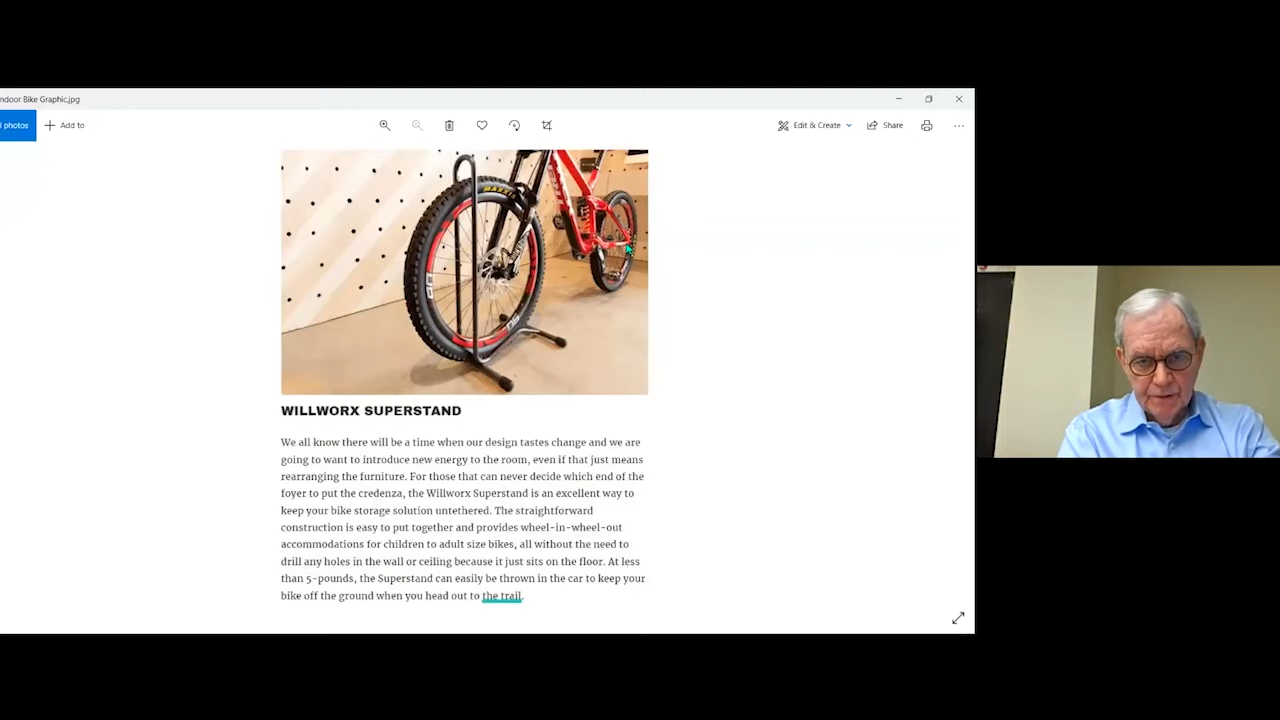 ndoor Bike Graphic.jpg
l photos
Add to
Edit & Create
Share
MAXXIS
WILLWORX SUPERSTAND
We all know there will be a time when our design tastes change and we are
going to want to introduce new energy to the room, even if that just means
rearranging the furniture. For those that can never decide which end of the
foyer to put the credenza, the Willworx Superstand is an excellent way to
keep your bike storage solution untethered. The straightforward
construction is easy to put together and provides wheel-in-wheel-out
accommodations for children to adult size bikes, all without the need to
drill any holes in the wall or ceiling because it just sits on the floor. At less
than 5-pounds, the Superstand can easily be thrown in the car to keep your
bike off the ground when you head out to the trail.